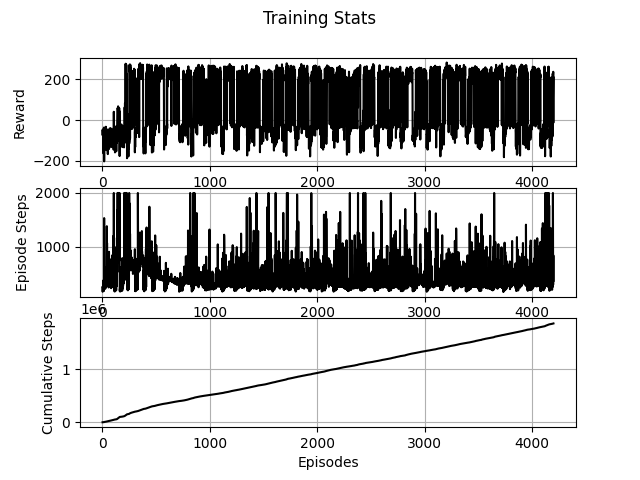 Training Stats
Reward
200
0
−200
0 1000 2000 3000 4000
Episode Steps
2000
1000
0 1000 2000 3000 4000
1e6
Cumulative Steps
1
0
0 1000 2000 3000 4000
Episodes